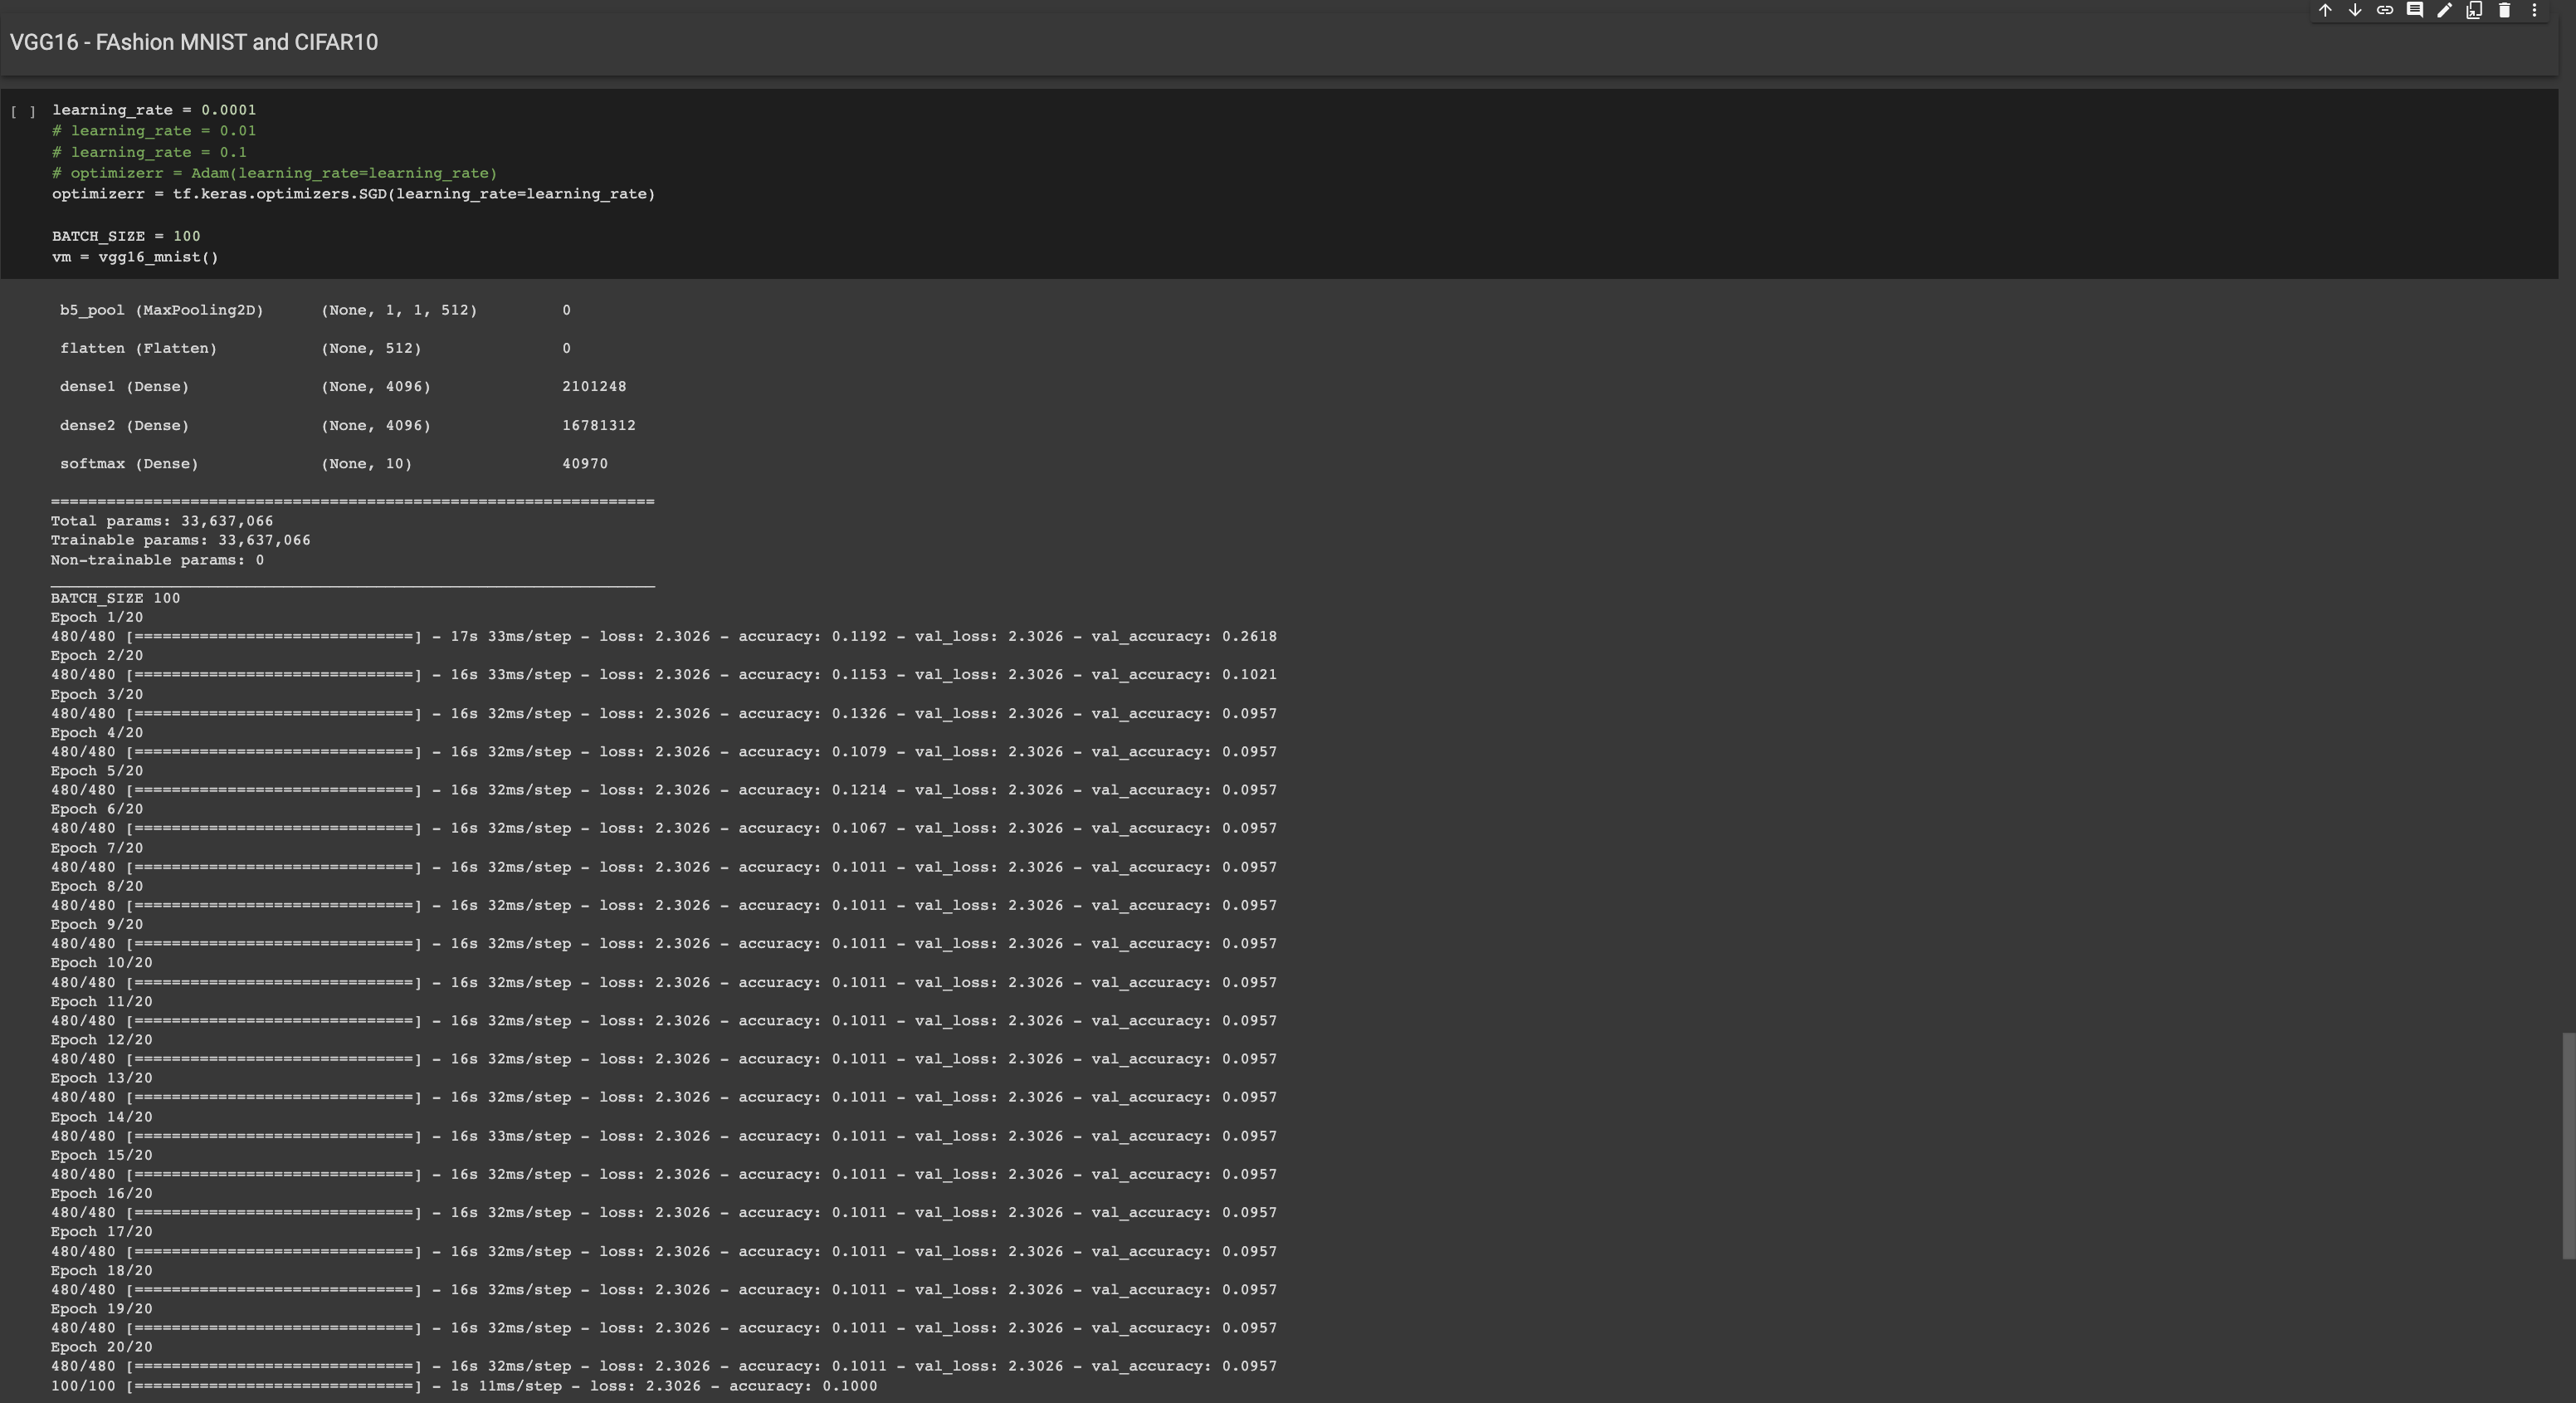 VGG16 - FAshion MNIST and CIFAR10
[ ] learning_rate = 0.0001
# learning_rate = 0.01
# learning_rate = 0.1
# optimizerr = Adam(learning_rate=learning_rate)
optimizerr = tf.keras.optimizers.SGD(learning_rate=learning_rate)
BATCH_SIZE = 100
vm = vgg16_mnist()
b5_pool (MaxPooling2D) (None, 1, 1, 512) 0
flatten (Flatten) (None, 512) 0
dense1 (Dense) (None, 4096) 2101248
dense2 (Dense) (None, 4096) 16781312
softmax (Dense) (None, 10) 40970
=================================================================
Total params: 33,637,066
Trainable params: 33,637,066
Non-trainable params: 0
_________________________________________________________________
BATCH_SIZE 100
Epoch 1/20
480/480 [==============================] - 17s 33ms/step - loss: 2.3026 - accuracy: 0.1192 - val_loss: 2.3026 - val_accuracy: 0.2618
Epoch 2/20
480/480 [==============================] - 16s 33ms/step - loss: 2.3026 - accuracy: 0.1153 - val_loss: 2.3026 - val_accuracy: 0.1021
Epoch 3/20
480/480 [==============================] - 16s 32ms/step - loss: 2.3026 - accuracy: 0.1326 - val_loss: 2.3026 - val_accuracy: 0.0957
Epoch 4/20
480/480 [==============================] - 16s 32ms/step - loss: 2.3026 - accuracy: 0.1079 - val_loss: 2.3026 - val_accuracy: 0.0957
Epoch 5/20
480/480 [==============================] - 16s 32ms/step - loss: 2.3026 - accuracy: 0.1214 - val_loss: 2.3026 - val_accuracy: 0.0957
Epoch 6/20
480/480 [==============================] - 16s 32ms/step - loss: 2.3026 - accuracy: 0.1067 - val_loss: 2.3026 - val_accuracy: 0.0957
Epoch 7/20
480/480 [==============================] - 16s 32ms/step - loss: 2.3026 - accuracy: 0.1011 - val_loss: 2.3026 - val_accuracy: 0.0957
Epoch 8/20
480/480 [==============================] - 16s 32ms/step - loss: 2.3026 - accuracy: 0.1011 - val_loss: 2.3026 - val_accuracy: 0.0957
Epoch 9/20
480/480 [==============================] - 16s 32ms/step - loss: 2.3026 - accuracy: 0.1011 - val_loss: 2.3026 - val_accuracy: 0.0957
Epoch 10/20
480/480 [==============================] - 16s 32ms/step - loss: 2.3026 - accuracy: 0.1011 - val_loss: 2.3026 - val_accuracy: 0.0957
Epoch 11/20
480/480 [==============================] - 16s 32ms/step - loss: 2.3026 - accuracy: 0.1011 - val_loss: 2.3026 - val_accuracy: 0.0957
Epoch 12/20
480/480 [==============================] - 16s 32ms/step - loss: 2.3026 - accuracy: 0.1011 - val_loss: 2.3026 - val_accuracy: 0.0957
Epoch 13/20
480/480 [==============================] - 16s 32ms/step - loss: 2.3026 - accuracy: 0.1011 - val_loss: 2.3026 - val_accuracy: 0.0957
Epoch 14/20
480/480 [==============================] - 16s 33ms/step - loss: 2.3026 - accuracy: 0.1011 - val_loss: 2.3026 - val_accuracy: 0.0957
Epoch 15/20
480/480 [==============================] - 16s 32ms/step - loss: 2.3026 - accuracy: 0.1011 - val_loss: 2.3026 - val_accuracy: 0.0957
Epoch 16/20
480/480 [==============================] - 16s 32ms/step - loss: 2.3026 - accuracy: 0.1011 - val_loss: 2.3026 - val_accuracy: 0.0957
Epoch 17/20
480/480 [==============================] - 16s 32ms/step - loss: 2.3026 - accuracy: 0.1011 - val_loss: 2.3026 - val_accuracy: 0.0957
Epoch 18/20
480/480 [==============================] - 16s 32ms/step - loss: 2.3026 - accuracy: 0.1011 - val_loss: 2.3026 - val_accuracy: 0.0957
Epoch 19/20
480/480 [==============================] - 16s 32ms/step - loss: 2.3026 - accuracy: 0.1011 - val_loss: 2.3026 - val_accuracy: 0.0957
Epoch 20/20
480/480 [==============================] - 16s 32ms/step - loss: 2.3026 - accuracy: 0.1011 - val_loss: 2.3026 - val_accuracy: 0.0957
100/100 [==============================] - 1s 11ms/step - loss: 2.3026 - accuracy: 0.1000